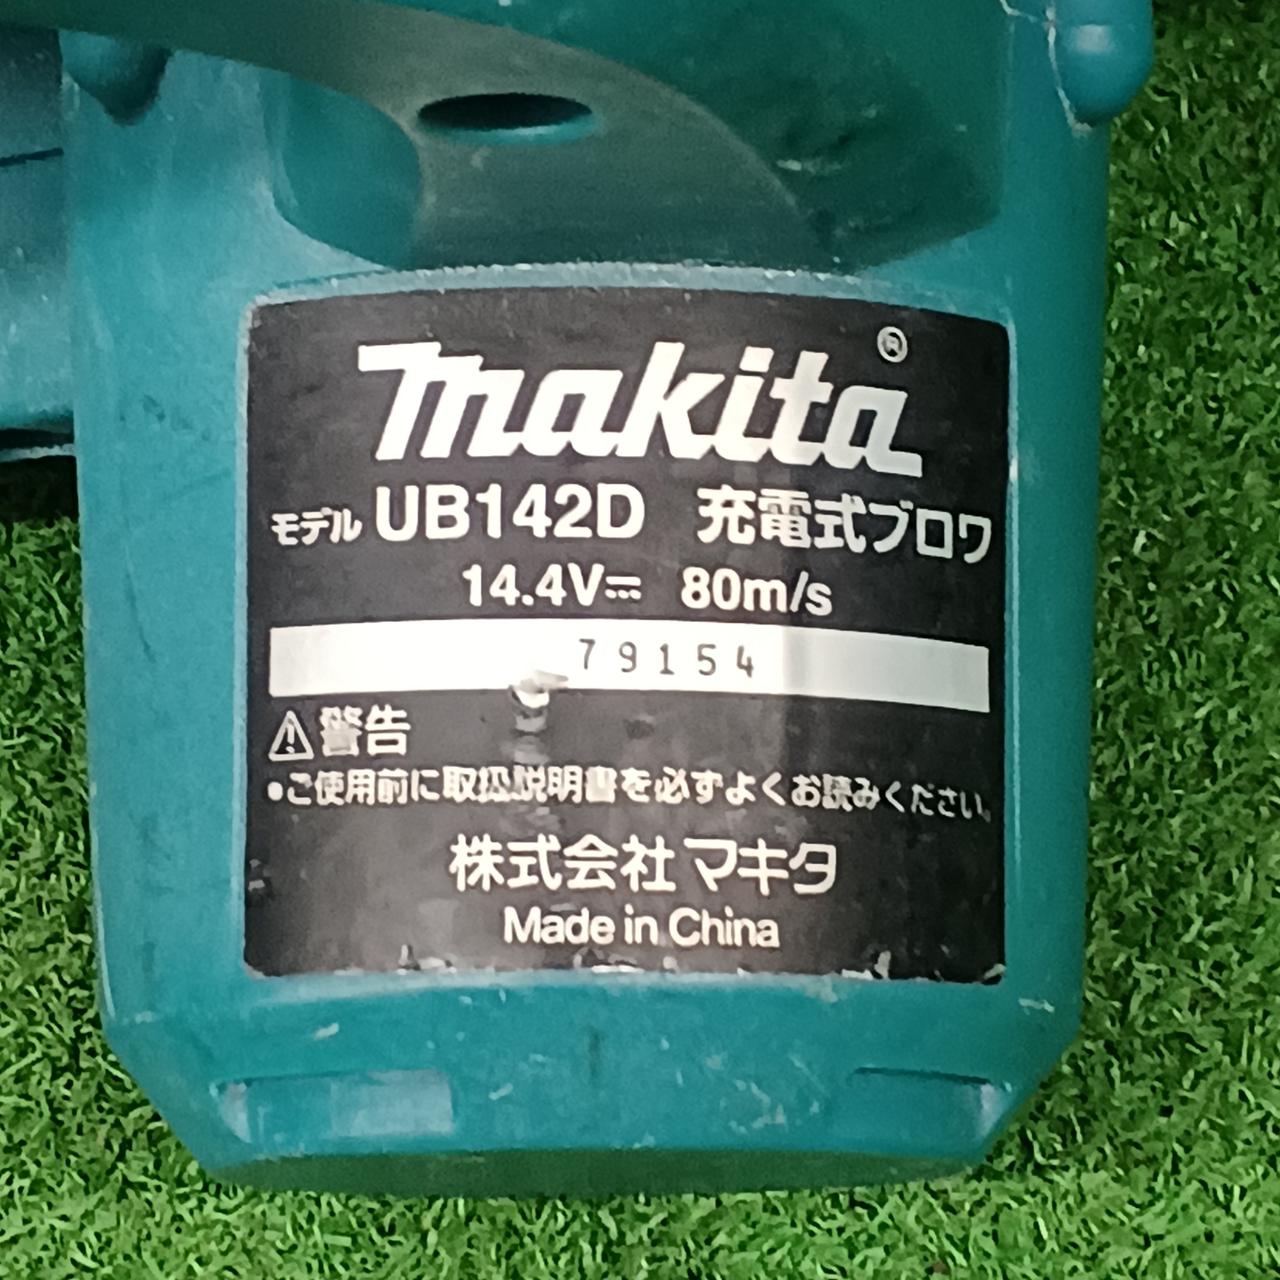 makita®
モデル UB142D 充電式ブロワ
14.4V⎓ 80m/s
79154
⚠警告
●ご使用前に取扱説明書を必ずよくお読みください。
株式会社マキタ
Made in China